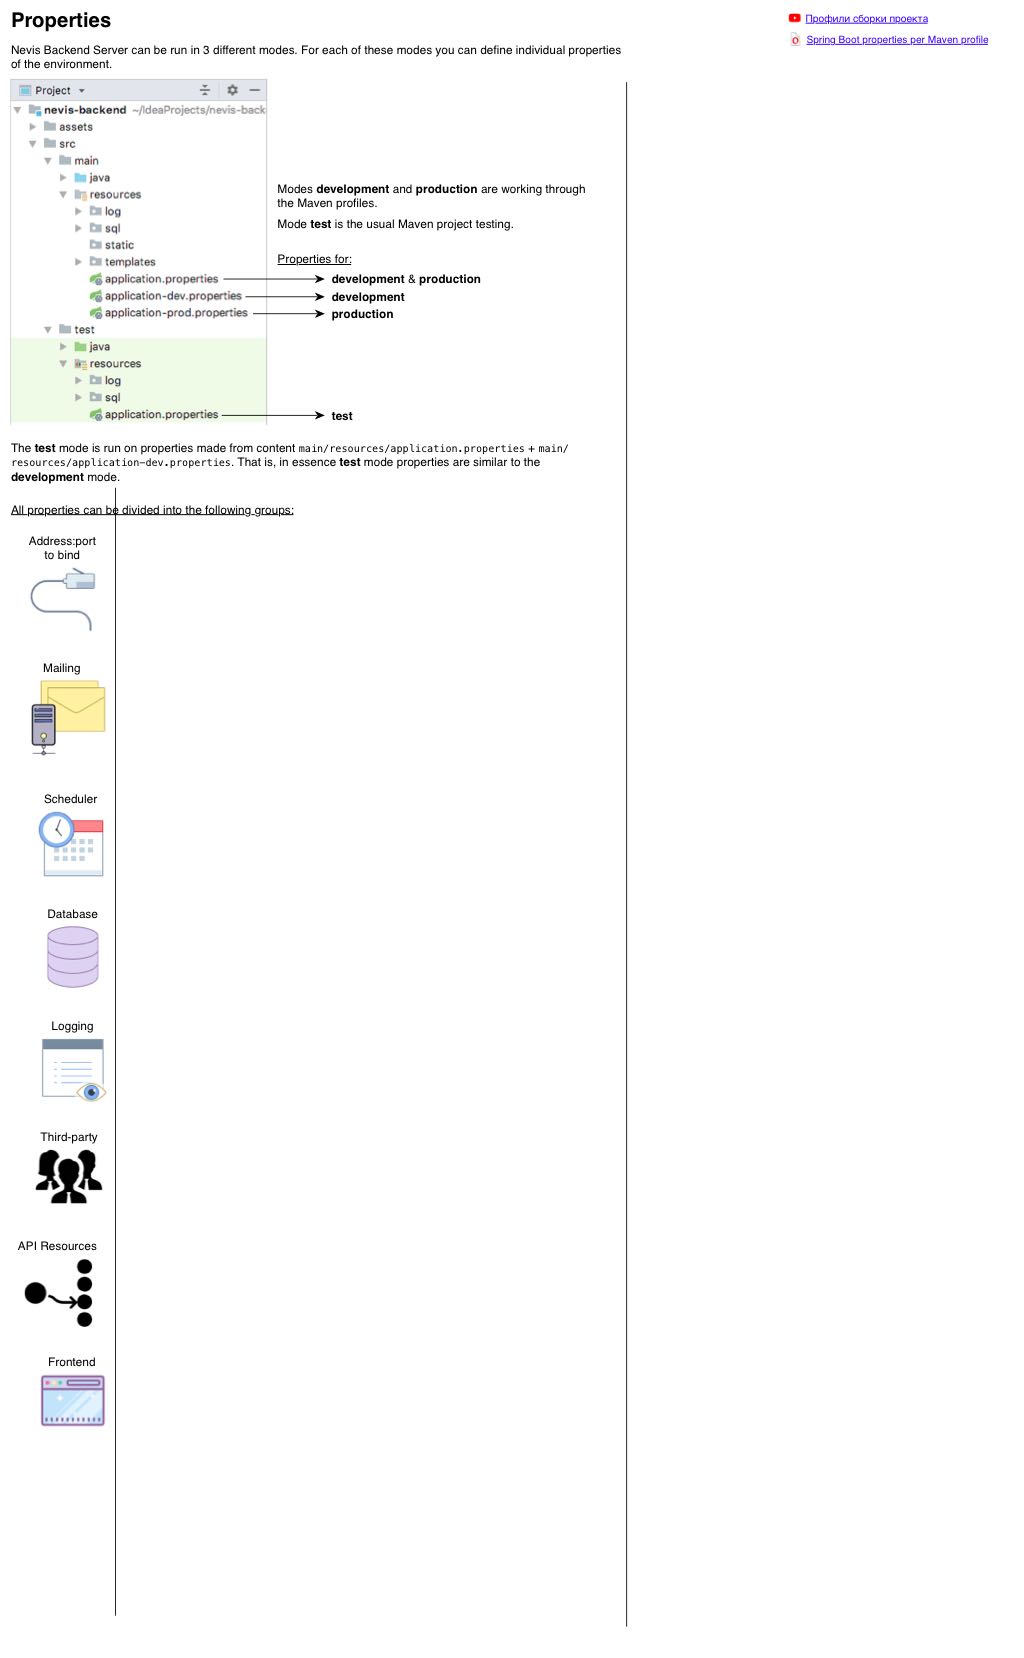 Properties
Профили сборки проекта
Spring Boot properties per Maven profile
Nevis Backend Server can be run in 3 different modes. For each of these modes you can define individual properties
of the environment.
Project
nevis-backend ~/IdeaProjects/nevis-back
assets
src
main
java
resources
log
sql
static
templates
application.properties
application-dev.properties
application-prod.properties
test
java
resources
log
sql
application.properties
Modes development and production are working through
the Maven profiles.
Mode test is the usual Maven project testing.
Properties for:
development & production
development
production
test
The test mode is run on properties made from content main/resources/application.properties + main/
resources/application-dev.properties. That is, in essence test mode properties are similar to the
development mode.
All properties can be divided into the following groups:
Address:port
to bind
Mailing
Scheduler
Database
Logging
Third-party
API Resources
Frontend